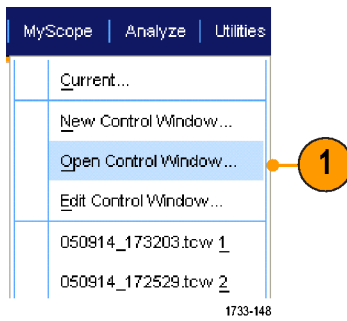 MyScope | Analyze | Utilities
Current...
New Control Window...
Open Control Window...
1
Edit Control Window...
050914_173203.tcw 1
050914_172529.tcw 2
1733-148